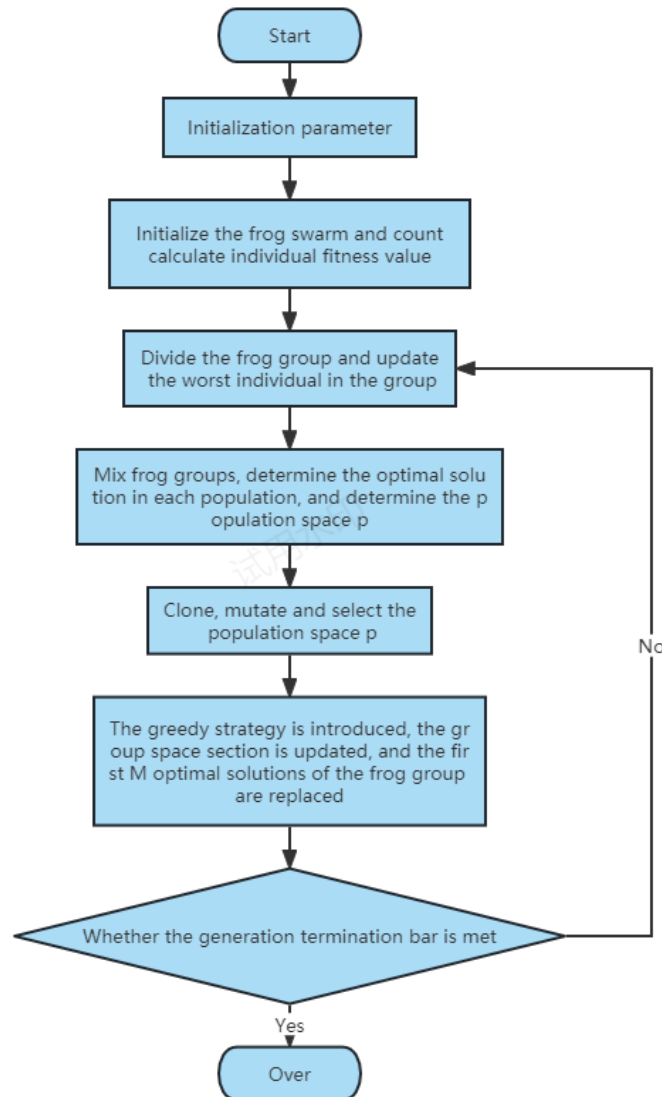 Start
Initialization parameter
Initialize the frog swarm and count
calculate individual fitness value
Divide the frog group and update
the worst individual in the group
Mix frog groups, determine the optimal solu
tion in each population, and determine the p
opulation space p
试用水印
Clone, mutate and select the
population space p
No
The greedy strategy is introduced, the gr
oup space section is updated, and the fir
st M optimal solutions of the frog group
are replaced
Whether the generation termination bar is met
Yes
Over